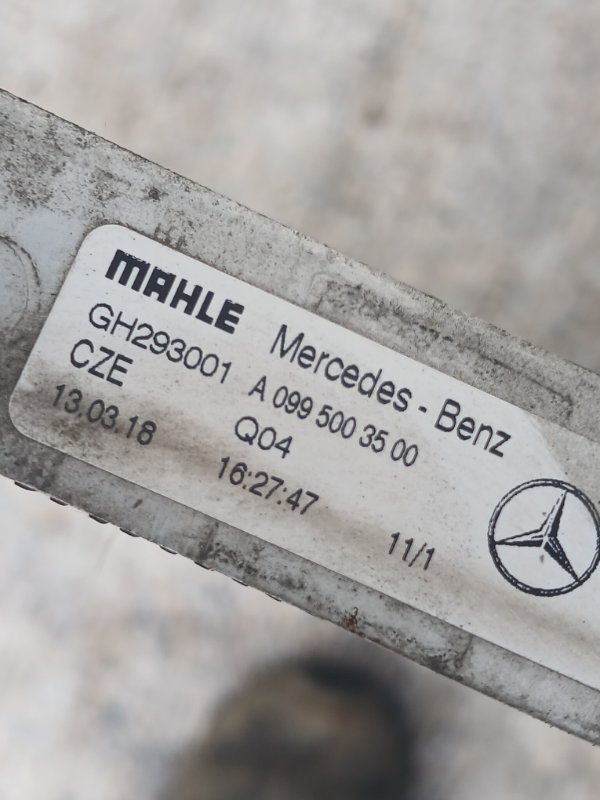 MAHLE Mercedes - Benz
GH293001 A 099 500 35 00
CZE Q04
13.03.18 16:27:47 11/1